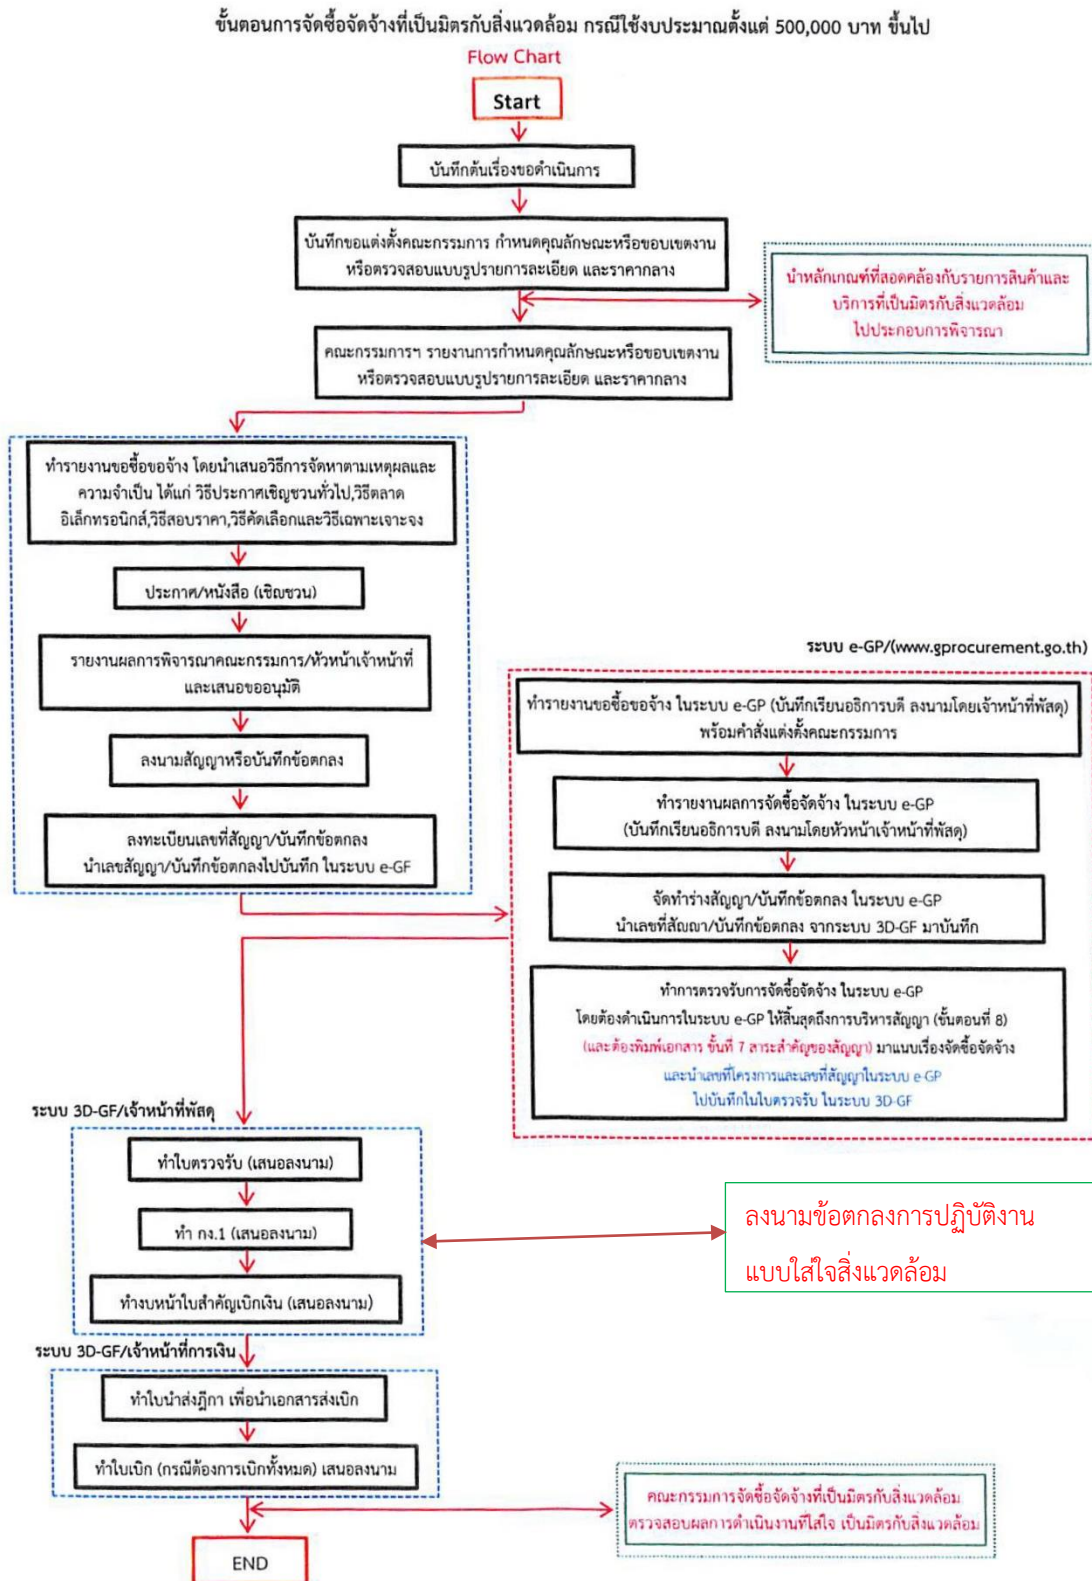 ขั้นตอนการจัดซื้อจัดจ้างที่เป็นมิตรกับสิ่งแวดล้อม กรณีใช้งบประมาณตั้งแต่ 500,000 บาท ขึ้นไป
Flow Chart
Start
บันทึกต้นเรื่องขอดำเนินการ
บันทึกขอแต่งตั้งคณะกรรมการ กำหนดคุณลักษณะหรือขอบเขตงาน
หรือตรวจสอบแบบรูปรายการละเอียด และราคากลาง
นำหลักเกณฑ์ที่สอดคล้องกับรายการสินค้าและ
บริการที่เป็นมิตรกับสิ่งแวดล้อม
ไปประกอบการพิจารณา
คณะกรรมการฯ รายงานการกำหนดคุณลักษณะหรือขอบเขตงาน
หรือตรวจสอบแบบรูปรายการละเอียด และราคากลาง
ทำรายงานขอซื้อขอจ้าง โดยนำเสนอวิธีการจัดหาตามเหตุผลและ
ความจำเป็น ได้แก่ วิธีประกาศเชิญชวนทั่วไป,วิธีตลาด
อิเล็กทรอนิกส์,วิธีสอบราคา,วิธีคัดเลือกและวิธีเฉพาะเจาะจง
ประกาศ/หนังสือ (เชิญชวน)
รายงานผลการพิจารณาคณะกรรมการ/หัวหน้าเจ้าหน้าที่
และเสนอขออนุมัติ
ลงนามสัญญาหรือบันทึกข้อตกลง
ลงทะเบียนเลขที่สัญญา/บันทึกข้อตกลง
นำเลขสัญญา/บันทึกข้อตกลงไปบันทึก ในระบบ e-GF
ระบบ e-GP/(www.gprocurement.go.th)
ทำรายงานขอซื้อขอจ้าง ในระบบ e-GP (บันทึกเรียนอธิการบดี ลงนามโดยเจ้าหน้าที่พัสดุ)
พร้อมคำสั่งแต่งตั้งคณะกรรมการ
ทำรายงานผลการจัดซื้อจัดจ้าง ในระบบ e-GP
(บันทึกเรียนอธิการบดี ลงนามโดยหัวหน้าเจ้าหน้าที่พัสดุ)
จัดทำร่างสัญญา/บันทึกข้อตกลง ในระบบ e-GP
นำเลขที่สัญญา/บันทึกข้อตกลง จากระบบ 3D-GF มาบันทึก
ทำการตรวจรับการจัดซื้อจัดจ้าง ในระบบ e-GP
โดยต้องดำเนินการในระบบ e-GP ให้สิ้นสุดถึงการบริหารสัญญา (ขั้นตอนที่ 8)
(และต้องพิมพ์เอกสาร ขั้นที่ 7 สาระสำคัญของสัญญา) มาแนบเรื่องจัดซื้อจัดจ้าง
และนำเลขที่โครงการและเลขที่สัญญาในระบบ e-GP
ไปบันทึกในใบตรวจรับ ในระบบ 3D-GF
ระบบ 3D-GF/เจ้าหน้าที่พัสดุ
ทำใบตรวจรับ (เสนอลงนาม)
ทำ กง.1 (เสนอลงนาม)
ทำงบหน้าใบสำคัญเบิกเงิน (เสนอลงนาม)
ลงนามข้อตกลงการปฏิบัติงาน
แบบใส่ใจสิ่งแวดล้อม
ระบบ 3D-GF/เจ้าหน้าที่การเงิน
ทำใบนำส่งฎีกา เพื่อนำเอกสารส่งเบิก
ทำใบเบิก (กรณีต้องการเบิกทั้งหมด) เสนอลงนาม
คณะกรรมการจัดซื้อจัดจ้างที่เป็นมิตรกับสิ่งแวดล้อม
ตรวจสอบผลการดำเนินงานที่ใส่ใจ เป็นมิตรกับสิ่งแวดล้อม
END